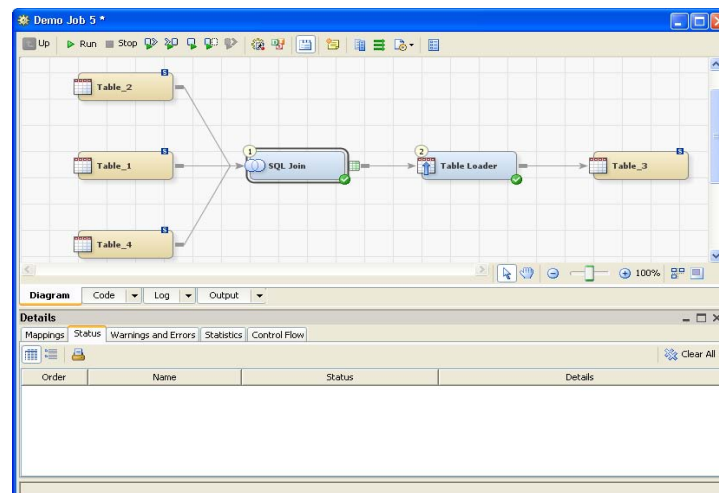 Demo Job 5 *
Up Run Stop
S
Table_2
1
SQL Join
2
Table Loader
S
Table_1
S
Table_3
S
Table_4
100%
Diagram Code Log Output
Details
Mappings Status Warnings and Errors Statistics Control Flow
Clear All
Order Name Status Details